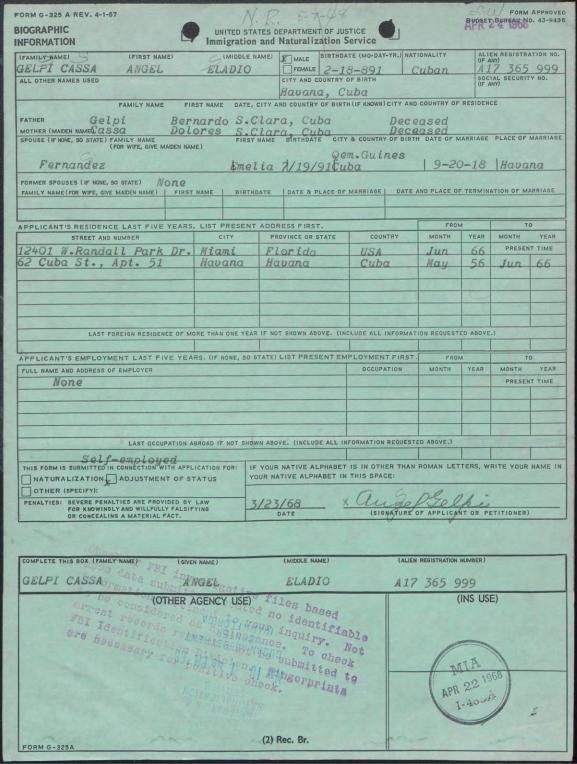 FORM G-325 A REV. 4-1-67
N.R. 5-7-48
FORM APPROVED
BUDGET BUREAU NO. 43-R436
APR 24 1968
BIOGRAPHIC
INFORMATION
UNITED STATES DEPARTMENT OF JUSTICE
Immigration and Naturalization Service
(FAMILY NAME) (FIRST NAME) (MIDDLE NAME) MALE FEMALE BIRTHDATE (MO-DAY-YR.) NATIONALITY ALIEN REGISTRATION NO. (IF ANY)
GELPI CASSA ANGEL ELADIO X 2-18-891 Cuban A17 365 999
ALL OTHER NAMES USED CITY AND COUNTRY OF BIRTH SOCIAL SECURITY NO. (IF ANY)
Havana, Cuba
FAMILY NAME FIRST NAME DATE, CITY AND COUNTRY OF BIRTH (IF KNOWN) CITY AND COUNTRY OF RESIDENCE
FATHER Gelpi Bernardo S.Clara, Cuba Deceased
MOTHER (MAIDEN NAME) Cassa Dolores S.Clara, Cuba Deceased
SPOUSE (IF NONE, SO STATE) FAMILY NAME (FOR WIFE, GIVE MAIDEN NAME) FIRST NAME BIRTHDATE CITY & COUNTRY OF BIRTH DATE OF MARRIAGE PLACE OF MARRIAGE
Qem.Guines
Fernandez Emelia 7/19/91 Cuba 9-20-18 Havana
FORMER SPOUSES (IF NONE, SO STATE) None
FAMILY NAME (FOR WIFE, GIVE MAIDEN NAME) FIRST NAME BIRTHDATE DATE & PLACE OF MARRIAGE DATE AND PLACE OF TERMINATION OF MARRIAGE
APPLICANT'S RESIDENCE LAST FIVE YEARS. LIST PRESENT ADDRESS FIRST. FROM TO
STREET AND NUMBER CITY PROVINCE OR STATE COUNTRY MONTH YEAR MONTH YEAR
12401 W.Randall Park Dr. Miami Florida USA Jun 66 PRESENT TIME
62 Cuba St., Apt. 51 Havana Havana Cuba May 56 Jun 66
LAST FOREIGN RESIDENCE OF MORE THAN ONE YEAR IF NOT SHOWN ABOVE. (INCLUDE ALL INFORMATION REQUESTED ABOVE.)
APPLICANT'S EMPLOYMENT LAST FIVE YEARS. (IF NONE, SO STATE) LIST PRESENT EMPLOYMENT FIRST. FROM TO
FULL NAME AND ADDRESS OF EMPLOYER OCCUPATION MONTH YEAR MONTH YEAR
None PRESENT TIME
LAST OCCUPATION ABROAD IF NOT SHOWN ABOVE. (INCLUDE ALL INFORMATION REQUESTED ABOVE.)
Self-employed
THIS FORM IS SUBMITTED IN CONNECTION WITH APPLICATION FOR:
NATURALIZATION X ADJUSTMENT OF STATUS
OTHER (SPECIFY):
IF YOUR NATIVE ALPHABET IS IN OTHER THAN ROMAN LETTERS, WRITE YOUR NAME IN
YOUR NATIVE ALPHABET IN THIS SPACE:
PENALTIES: SEVERE PENALTIES ARE PROVIDED BY LAW
FOR KNOWINGLY AND WILLFULLY FALSIFYING
OR CONCEALING A MATERIAL FACT.
3/23/68 x Angel Gelpi
DATE (SIGNATURE OF APPLICANT OR PETITIONER)
COMPLETE THIS BOX (FAMILY NAME) (GIVEN NAME) (MIDDLE NAME) (ALIEN REGISTRATION NUMBER)
GELPI CASSA ANGEL ELADIO A17 365 999
(OTHER AGENCY USE) (INS USE)
FBI files based
data no identifiable
your inquiry. Not
be considered as To check
arrest records must be submitted to
FBI Identification fingerprints
are necessary for positive check.
MIA
APR 22 1968
(2) Rec. Br.
FORM G-325A